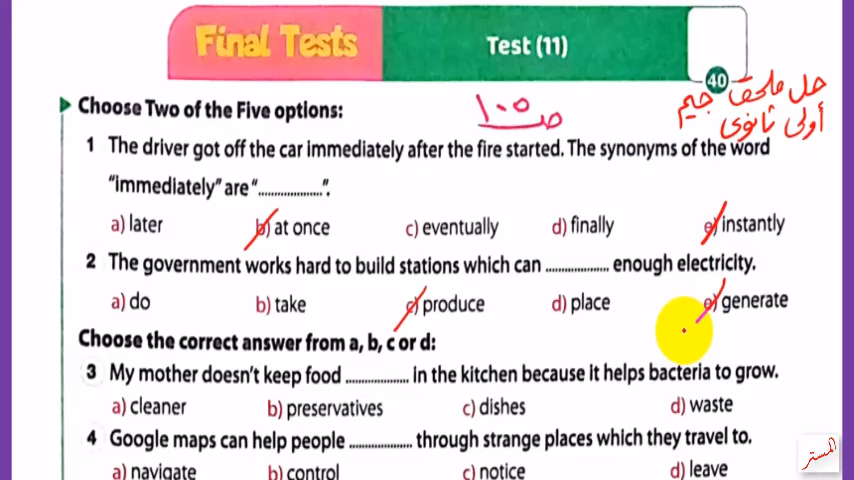 Final Tests
Test (11)
40
حل ملحق جيم
أولى ثانوى
Choose Two of the Five options:
ص ١٠٥
1 The driver got off the car immediately after the fire started. The synonyms of the word
"immediately" are "....................".
a) later b) at once c) eventually d) finally e) instantly
2 The government works hard to build stations which can .................... enough electricity.
a) do b) take c) produce d) place e) generate
Choose the correct answer from a, b, c or d:
3 My mother doesn't keep food .................... in the kitchen because it helps bacteria to grow.
a) cleaner b) preservatives c) dishes d) waste
4 Google maps can help people .................... through strange places which they travel to.
a) navigate b) control c) notice d) leave
المستر